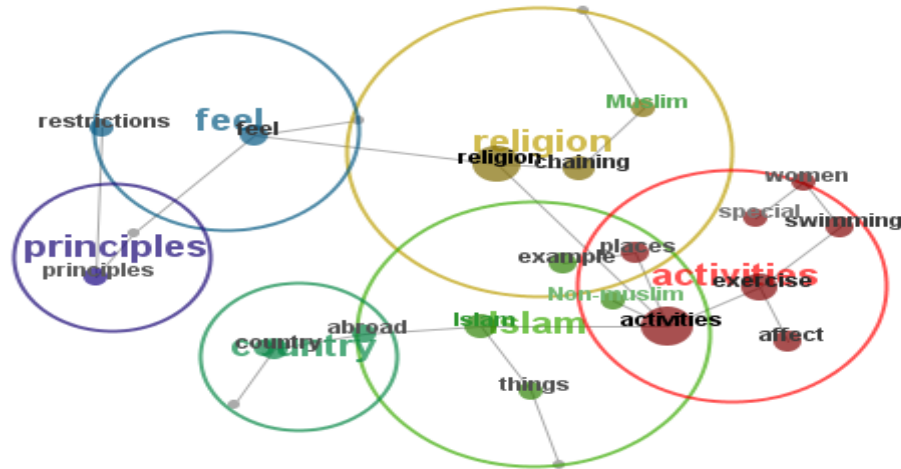 Muslim
restrictions
feel
feel
religion
religion
chaining
women
special
swimming
principles
principles
example
places
activities
exercise
Non-muslim
abroad
Islam
Islam
activities
country
country
affect
things